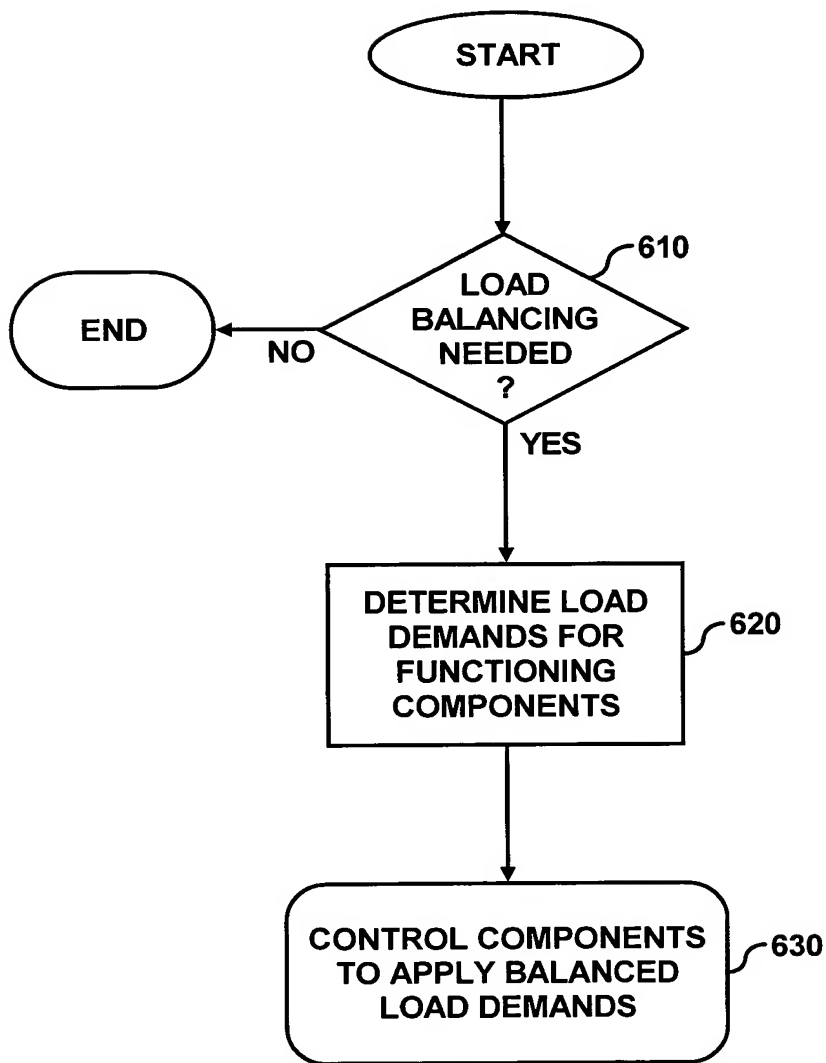 START
610
LOAD
BALANCING
NEEDED
?
END
NO
YES
DETERMINE LOAD
DEMANDS FOR
FUNCTIONING
COMPONENTS
620
CONTROL COMPONENTS
TO APPLY BALANCED
LOAD DEMANDS
630